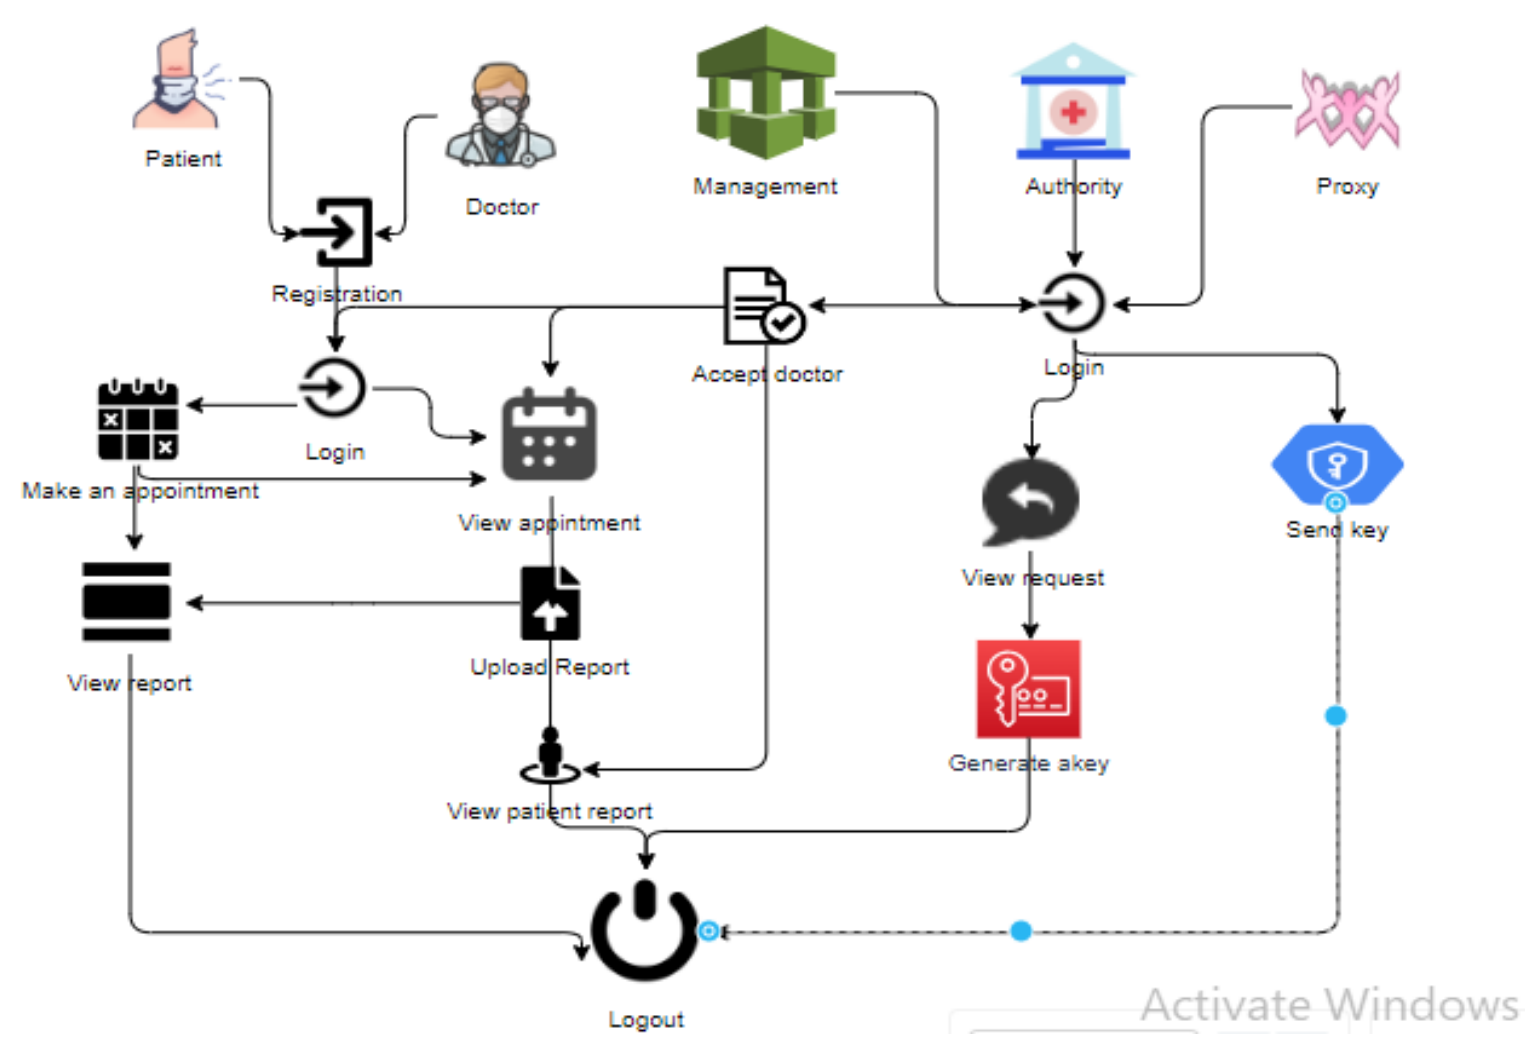 Patient
Doctor
Management
Authority
Proxy
Registration
Accept doctor
Login
Login
Make an appointment
View appintment
Send key
View request
Upload Report
View report
Generate akey
View patient report
Logout
Activate Windows